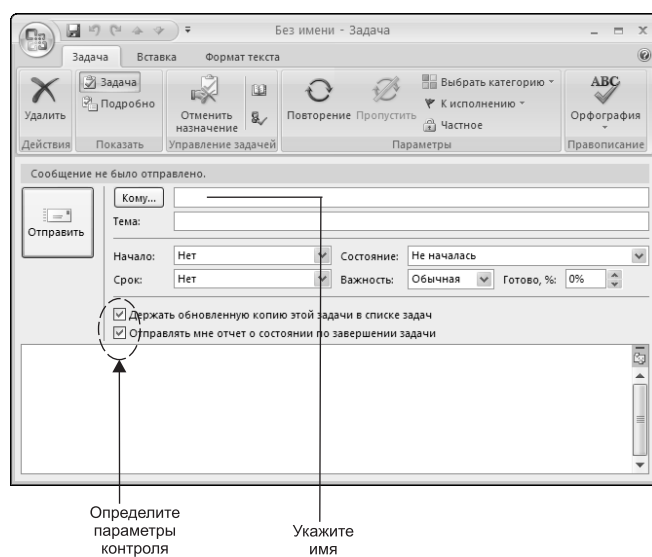 Без имени - Задача
Задача Вставка Формат текста
Удалить
Задача
Подробно
Отменить назначение
Повторение Пропустить
Выбрать категорию
К исполнению
Частное
ABC
Орфография
Действия Показать Управление задачей Параметры Правописание
Сообщение не было отправлено.
Отправить
Кому...
Тема:
Начало: Нет Состояние: Не началась
Срок: Нет Важность: Обычная Готово, %: 0%
Держать обновленную копию этой задачи в списке задач
Отправлять мне отчет о состоянии по завершении задачи
Определите
параметры
контроля
Укажите
имя